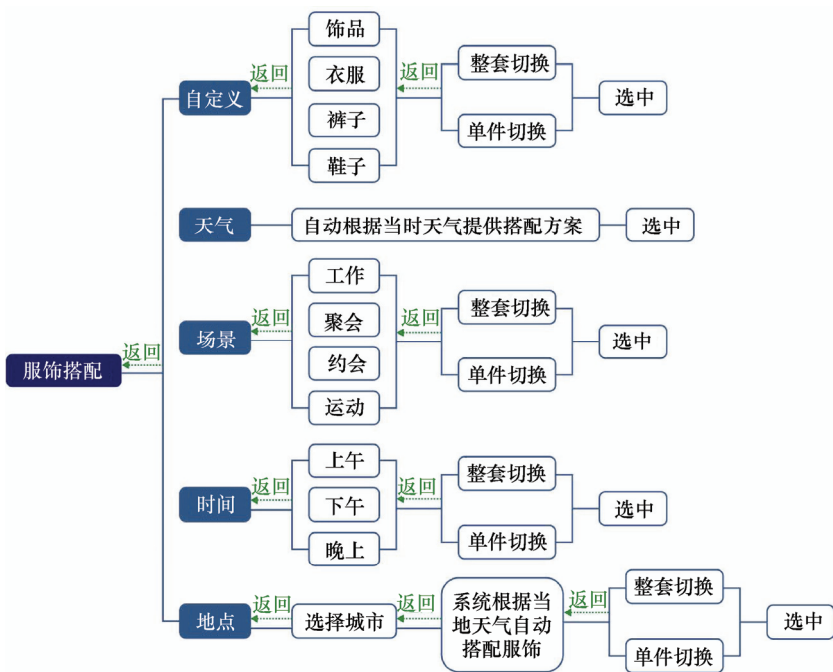 服饰搭配
返回
自定义
返回
饰品
衣服
裤子
鞋子
返回
整套切换
单件切换
选中
天气
自动根据当时天气提供搭配方案
选中
场景
返回
工作
聚会
约会
运动
返回
整套切换
单件切换
选中
时间
返回
上午
下午
晚上
返回
整套切换
单件切换
选中
地点
返回
选择城市
返回
系统根据当
地天气自动
搭配服饰
返回
整套切换
单件切换
选中